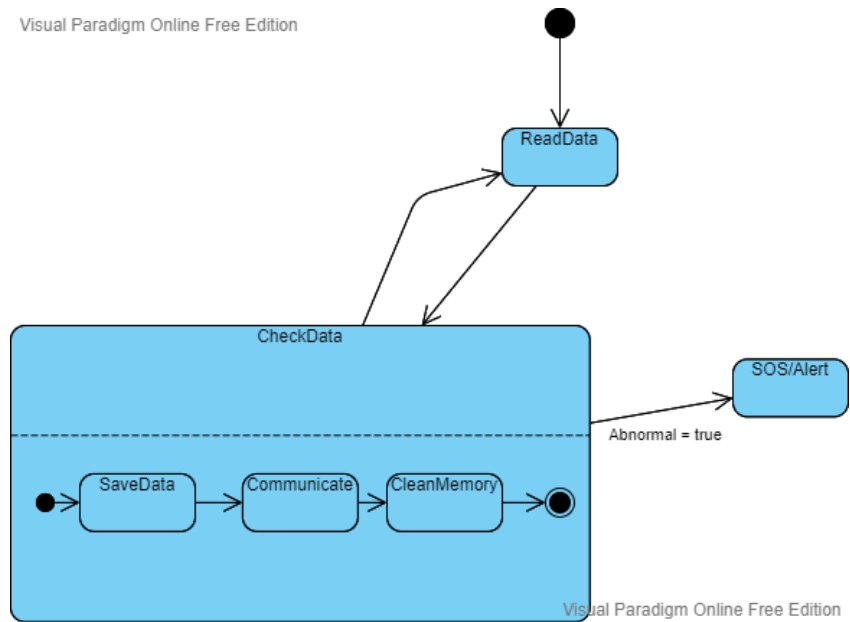 Visual Paradigm Online Free Edition
ReadData
CheckData
SOS/Alert
Abnormal = true
SaveData
Communicate
CleanMemory
Visual Paradigm Online Free Edition